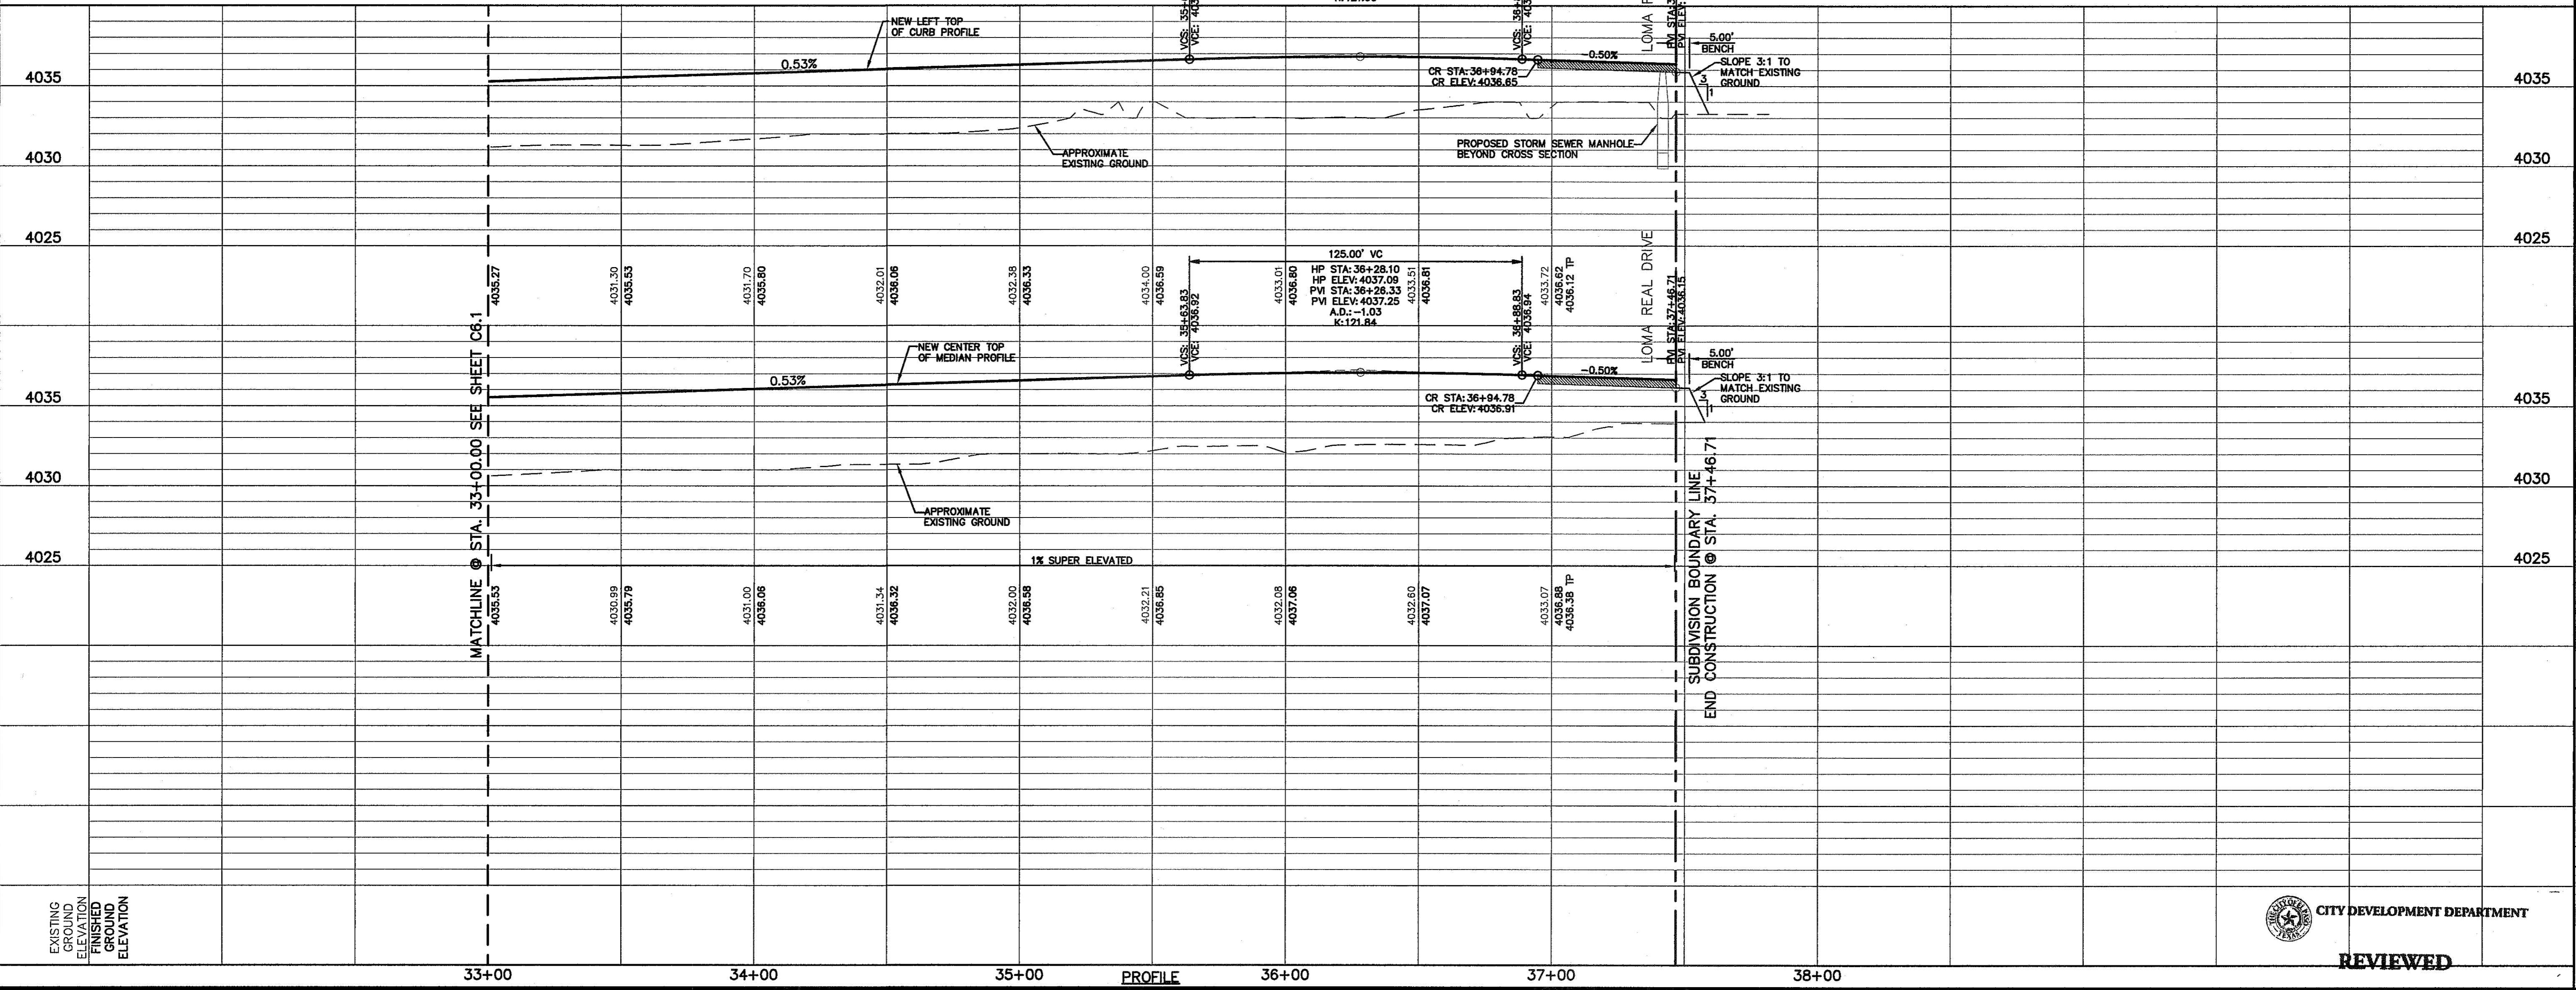 NEW LEFT TOP
OF CURB PROFILE
0.53%
-0.50%
CR STA: 36+94.78
CR ELEV: 4036.65
5.00'
BENCH
SLOPE 3:1 TO
MATCH EXISTING
GROUND
3
1
4035
4035
APPROXIMATE
EXISTING GROUND
PROPOSED STORM SEWER MANHOLE
BEYOND CROSS SECTION
4030
4030
4025
4025
4035.27
4031.30
4035.53
4031.70
4035.80
4032.01
4036.06
4032.38
4036.33
4034.00
4036.59
4033.01
4036.80
4033.51
4036.81
4033.72
4036.62
4036.12 TP
125.00' VC
HP STA: 36+28.10
HP ELEV: 4037.09
PVI STA: 36+26.33
PVI ELEV: 4037.25
A.D.: -1.03
K: 121.84
VCS: 35+63.83
VCE: 4036.92
VCS: 36+88.83
VCE: 4036.94
LOMA REAL DRIVE
PVI STA: 37+46.71
PVI ELEV: 4036.15
NEW CENTER TOP
OF MEDIAN PROFILE
0.53%
-0.50%
CR STA: 36+94.78
CR ELEV: 4036.91
5.00'
BENCH
SLOPE 3:1 TO
MATCH EXISTING
GROUND
3
1
4035
4035
4030
4030
APPROXIMATE
EXISTING GROUND
4025
4025
1% SUPER ELEVATED
MATCHLINE @ STA. 33+00.00 SEE SHEET C6.1
SUBDIVISION BOUNDARY LINE
END CONSTRUCTION @ STA. 37+46.71
4035.53
4030.99
4035.79
4031.00
4036.06
4031.34
4036.32
4032.00
4036.58
4032.21
4036.85
4032.08
4037.06
4032.60
4037.07
4033.07
4036.88
4036.38 TP
EXISTING
GROUND
ELEVATION
FINISHED
GROUND
ELEVATION
33+00
34+00
35+00
36+00
37+00
38+00
PROFILE
THE CITY OF EL PASO
TEXAS
CITY DEVELOPMENT DEPARTMENT
REVIEWED